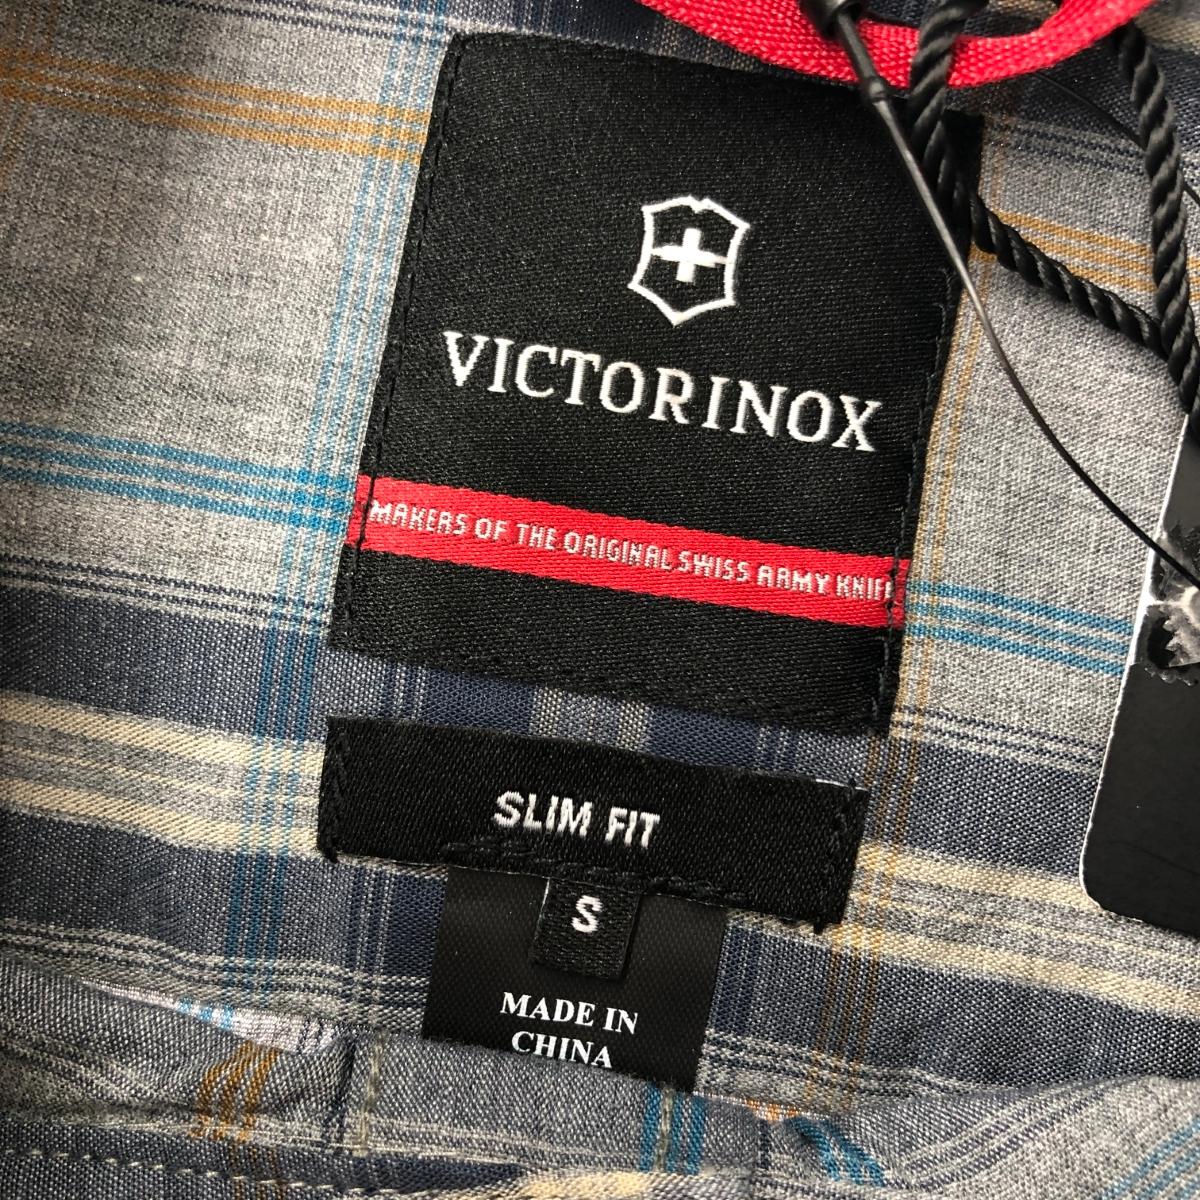 VICTORINOX
MAKERS OF THE ORIGINAL SWISS ARMY KNIFE
SLIM FIT
S
MADE IN
CHINA